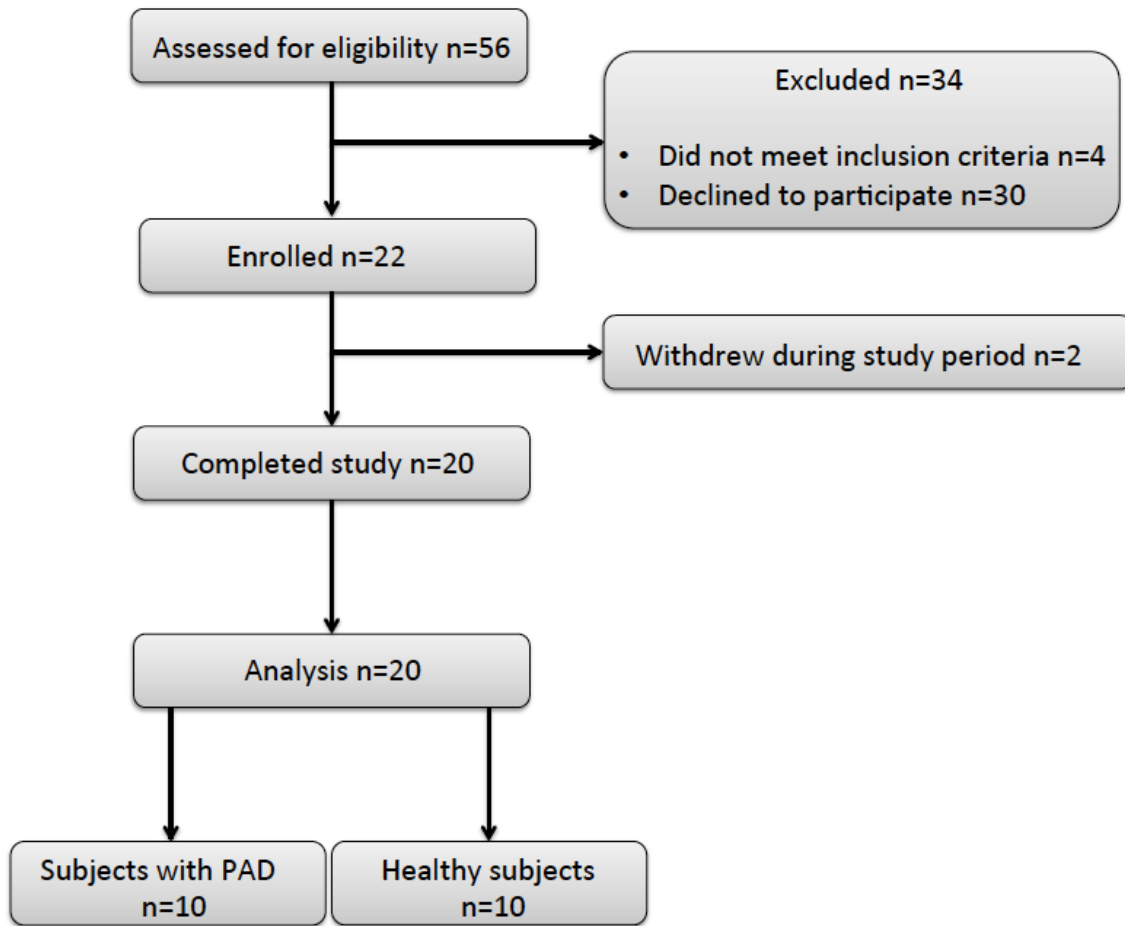 Assessed for eligibility n=56
Excluded n=34
• Did not meet inclusion criteria n=4
• Declined to participate n=30
Enrolled n=22
Withdrew during study period n=2
Completed study n=20
Analysis n=20
Subjects with PAD
n=10
Healthy subjects
n=10